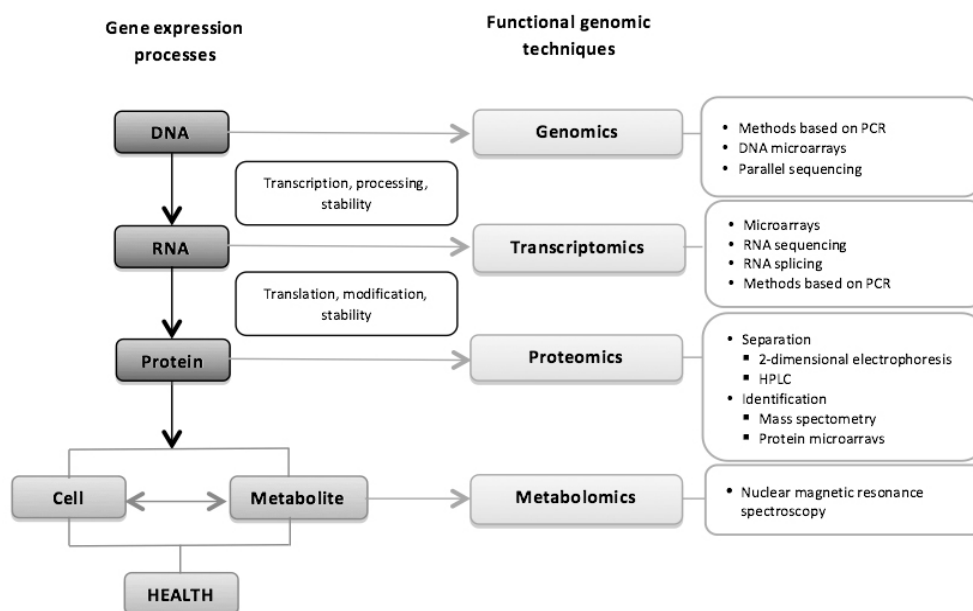 Gene expression
processes
Functional genomic
techniques
DNA
Genomics
• Methods based on PCR
• DNA microarrays
• Parallel sequencing
Transcription, processing,
stability
RNA
Transcriptomics
• Microarrays
• RNA sequencing
• RNA splicing
• Methods based on PCR
Translation, modification,
stability
Protein
Proteomics
• Separation
▪ 2-dimensional electrophoresis
▪ HPLC
• Identification
▪ Mass spectometry
▪ Protein microarravs
Cell
Metabolite
Metabolomics
• Nuclear magnetic resonance
spectroscopy
HEALTH